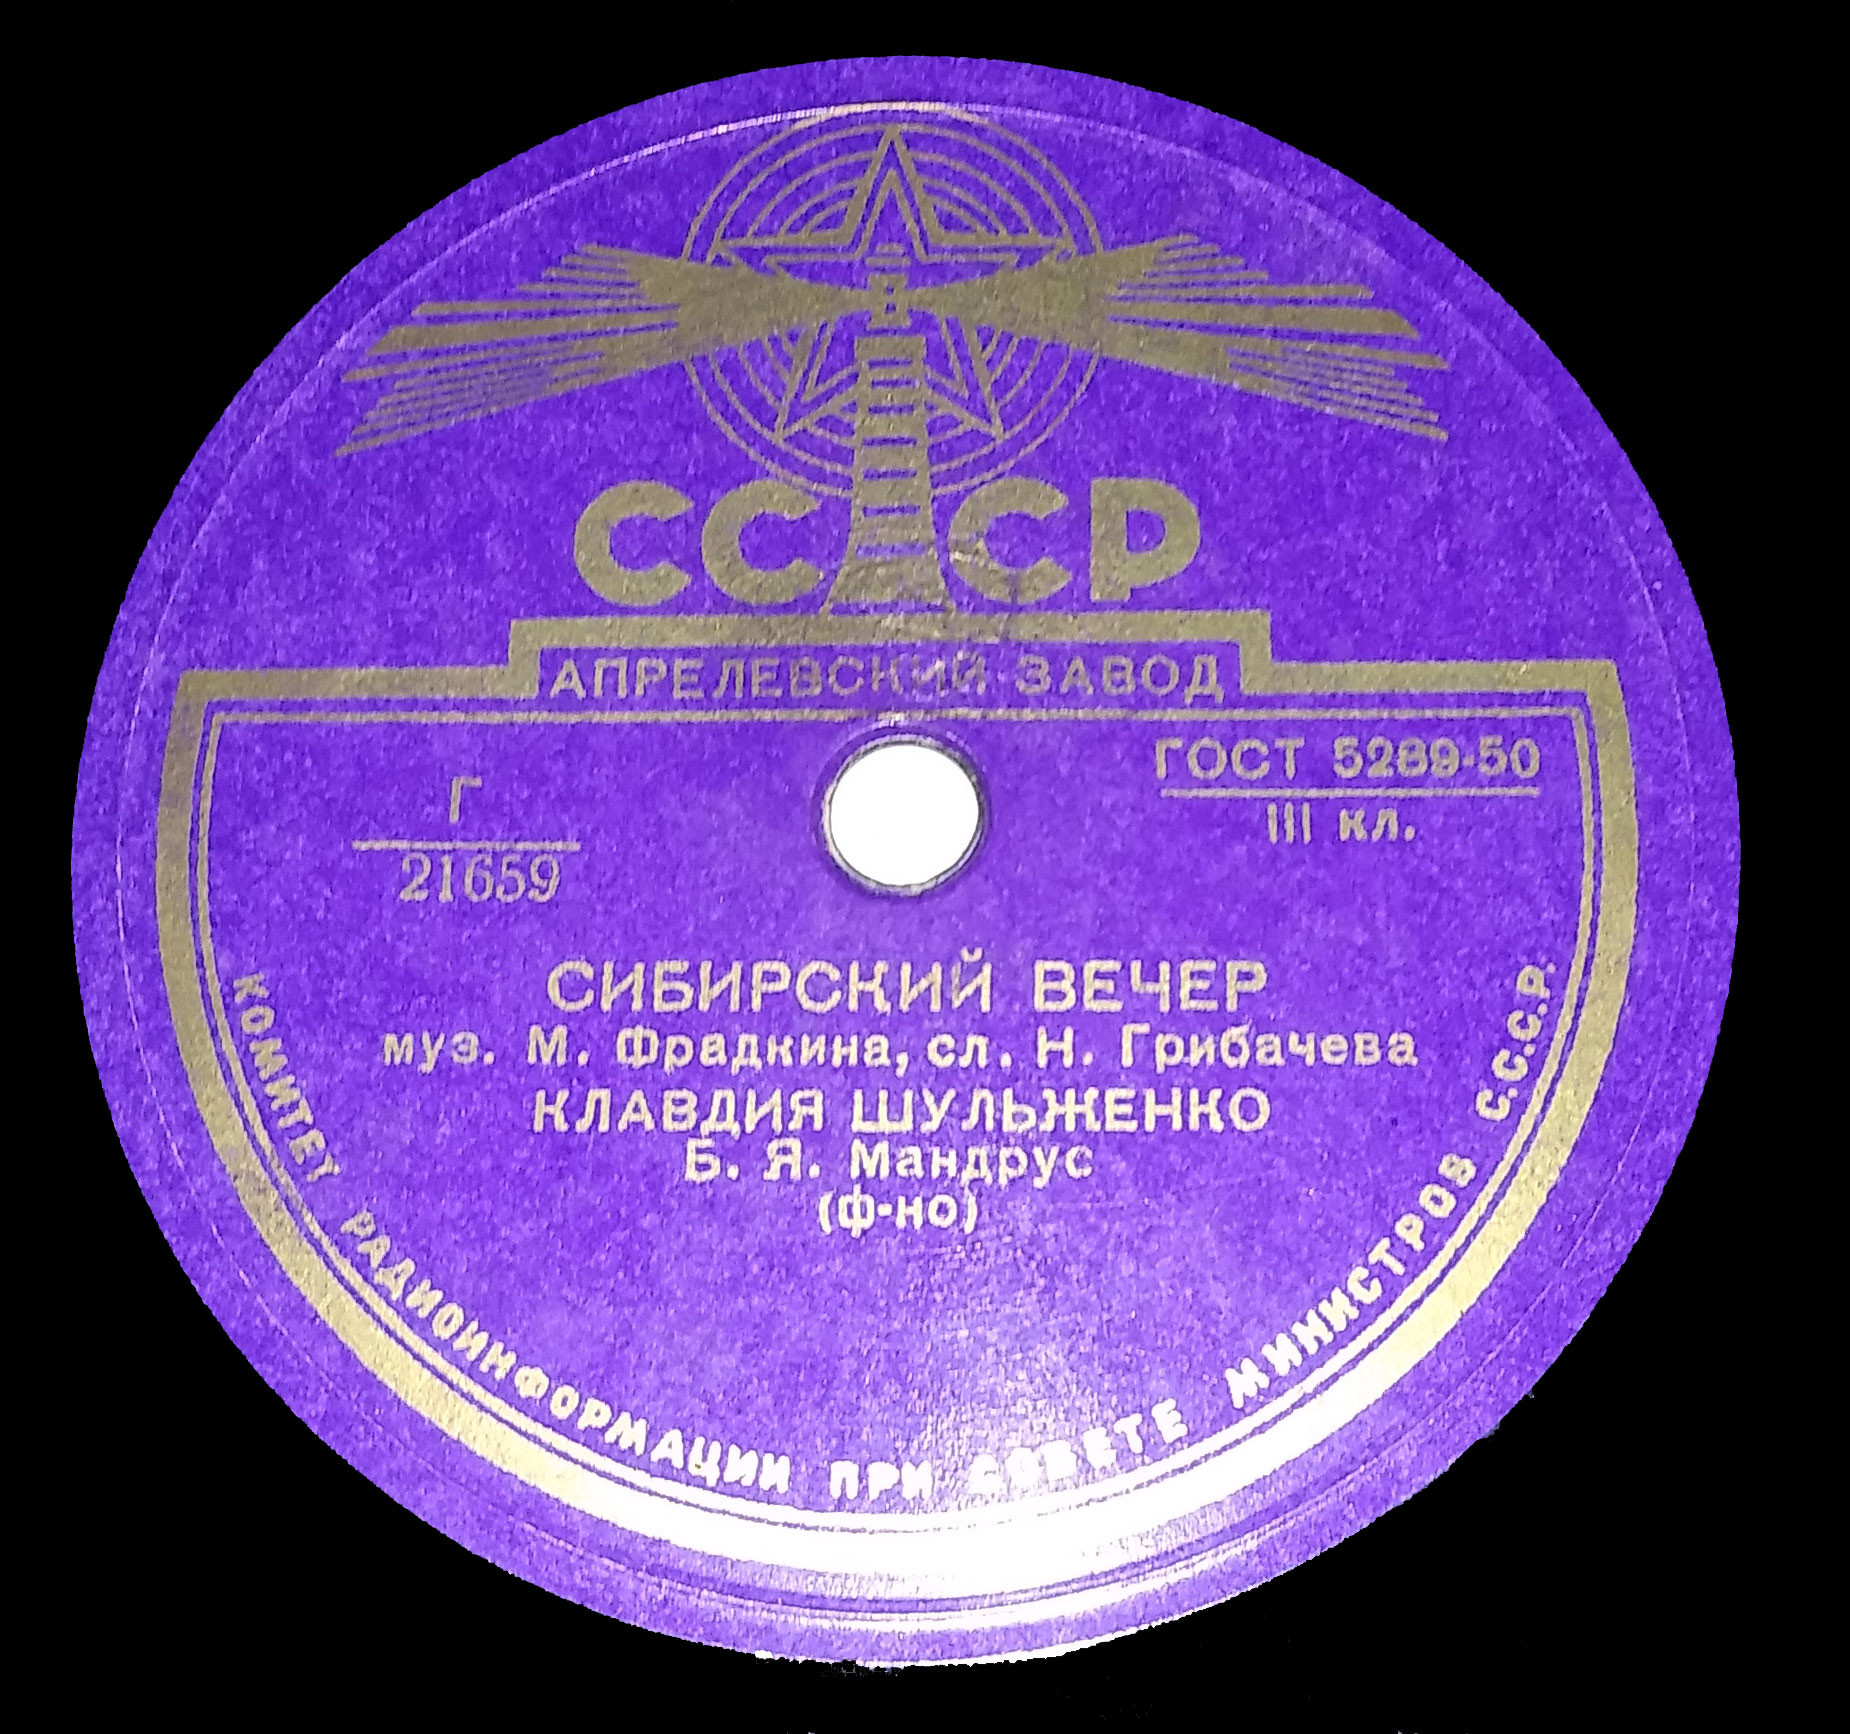 СССР
АПРЕЛЕВСКИЙ ЗАВОД
ГОСТ 5289-50
III кл.
Г
21659
СИБИРСКИЙ ВЕЧЕР
муз. М. Фрадкина, сл. Н. Грибачева
КЛАВДИЯ ШУЛЬЖЕНКО
Б. Я. Мандрус
(ф-но)
КОМИТЕТ РАДИОИНФОРМАЦИИ ПРИ СОВЕТЕ МИНИСТРОВ С.С.С.Р.